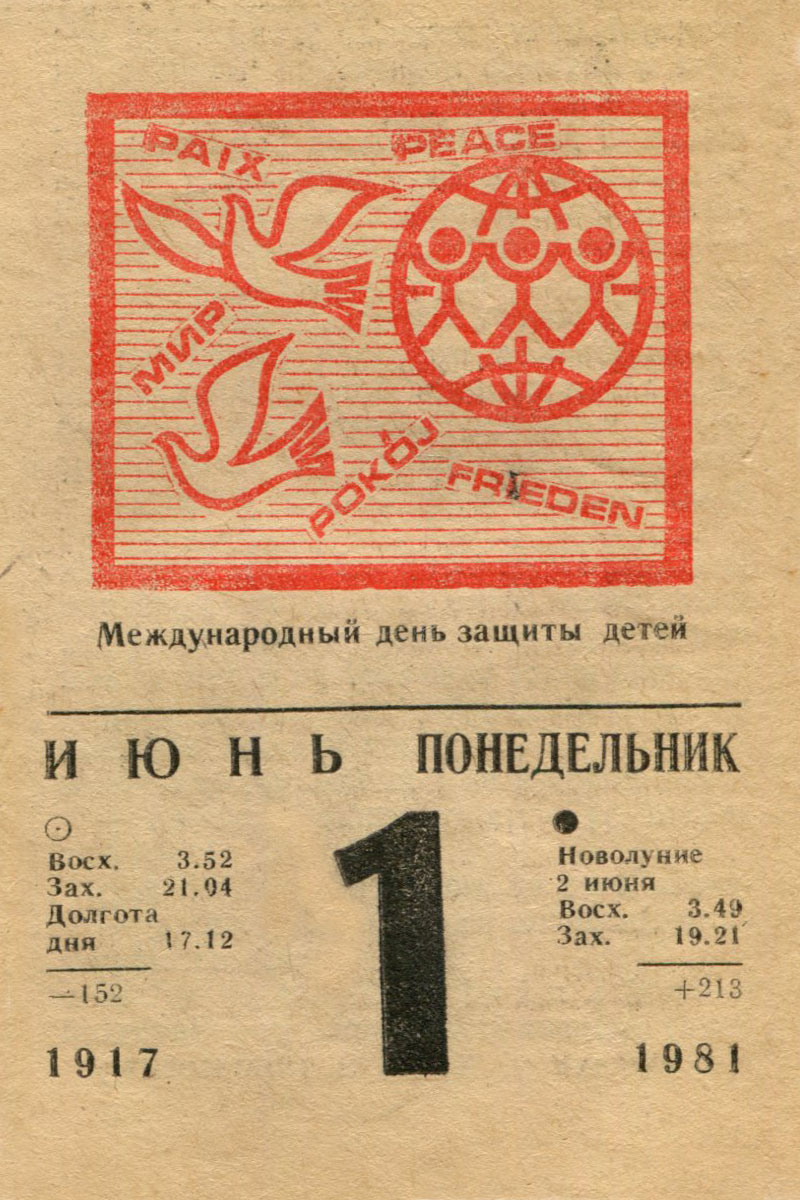 PAIX
PEACE
МИР
POKÓJ
FRIEDEN
Международный день защиты детей
ИЮНЬ ПОНЕДЕЛЬНИК
1
Восх. 3.52
Зах. 21.04
Долгота
дня 17.12
—152
1917
Новолуние
2 июня
Восх. 3.49
Зах. 19.21
+213
1981